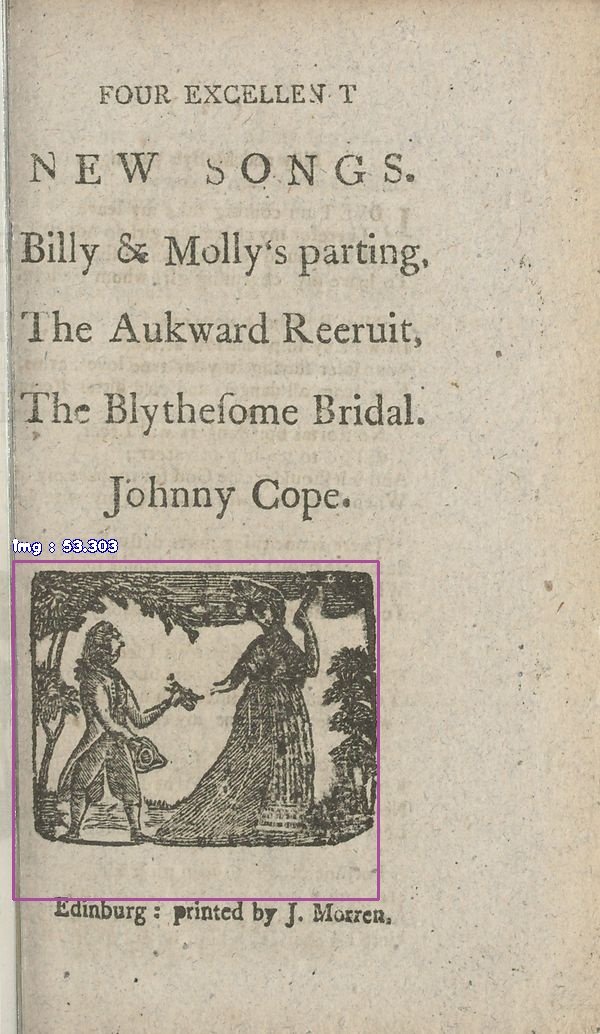 FOUR EXCELLENT
NEW SONGS.
Billy & Molly‘s parting,
The Aukward Reeruit,
The Blytheſome Bridal.
Johnny Cope.
Img : 53.303
Edinburg : printed by J. Morren.